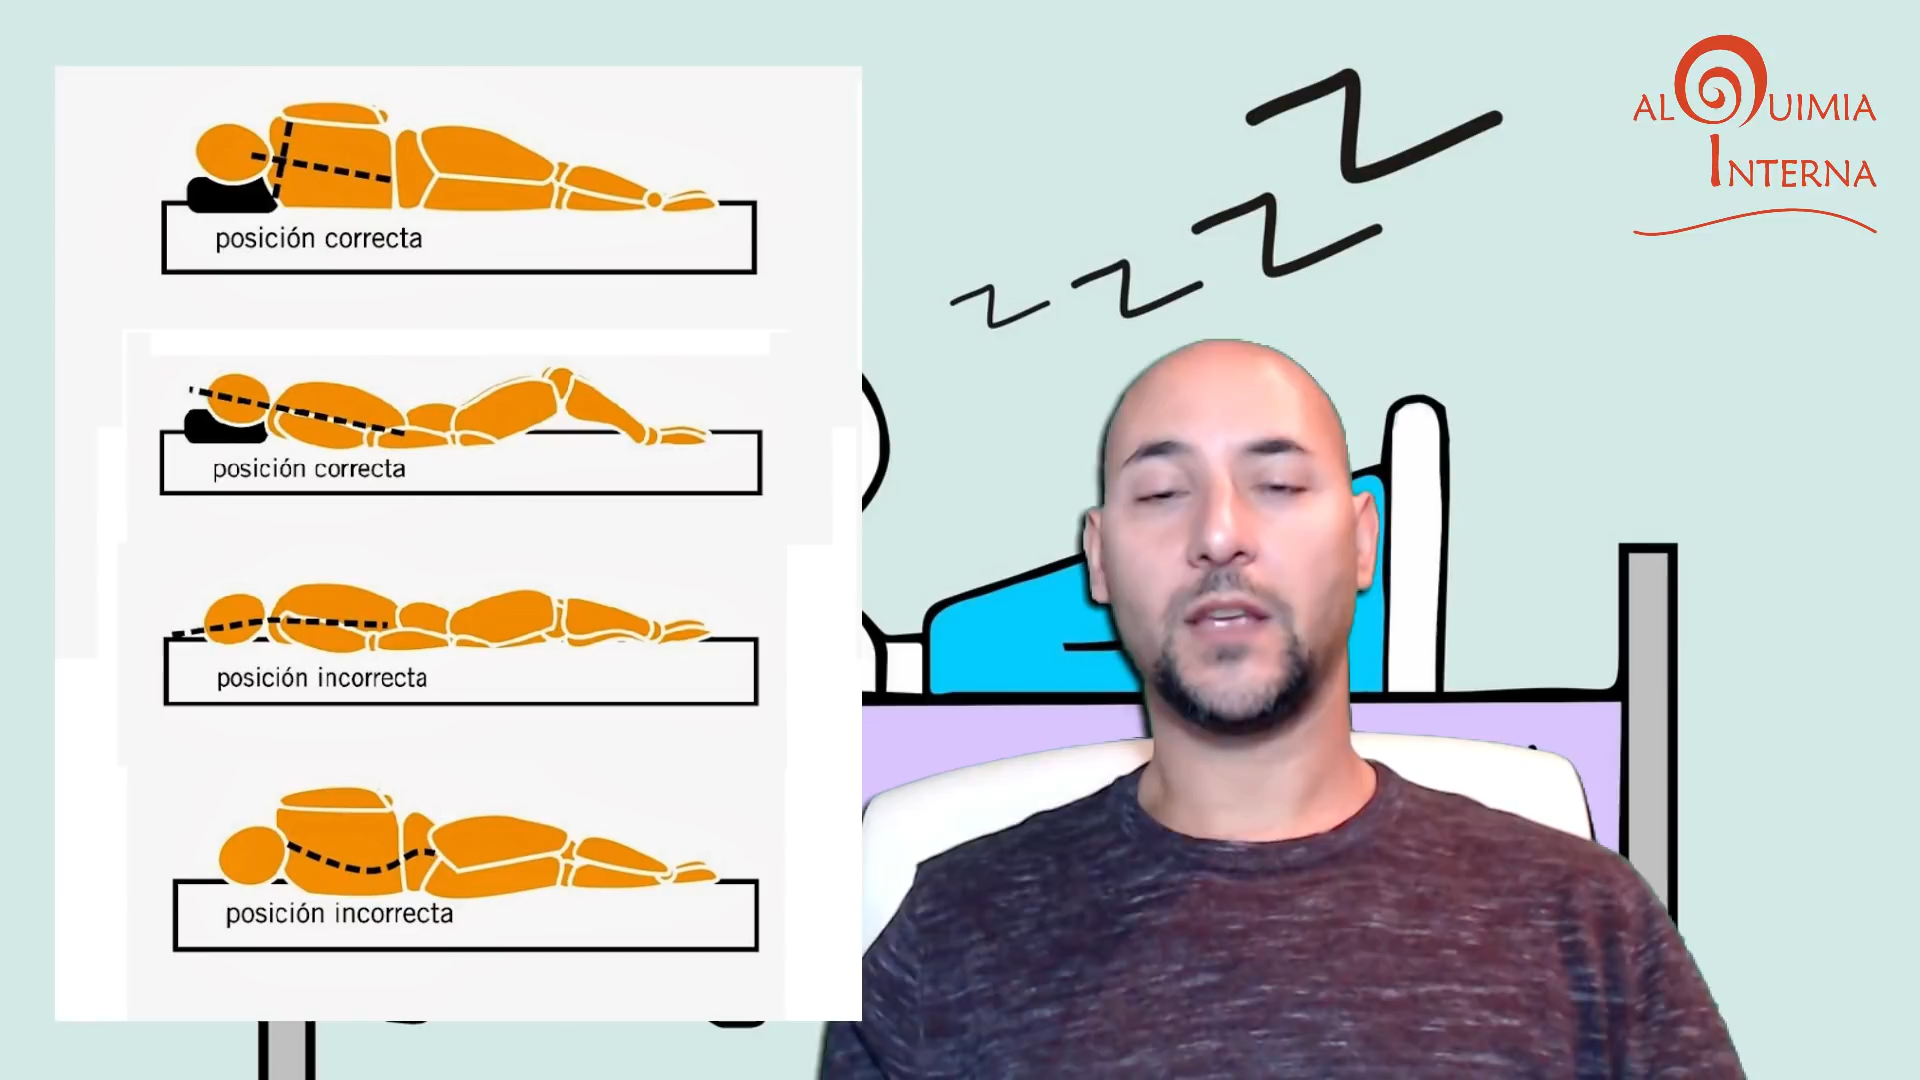 posición correcta
posición correcta
posición incorrecta
posición incorrecta
z z z z
ALQUIMIA
INTERNA